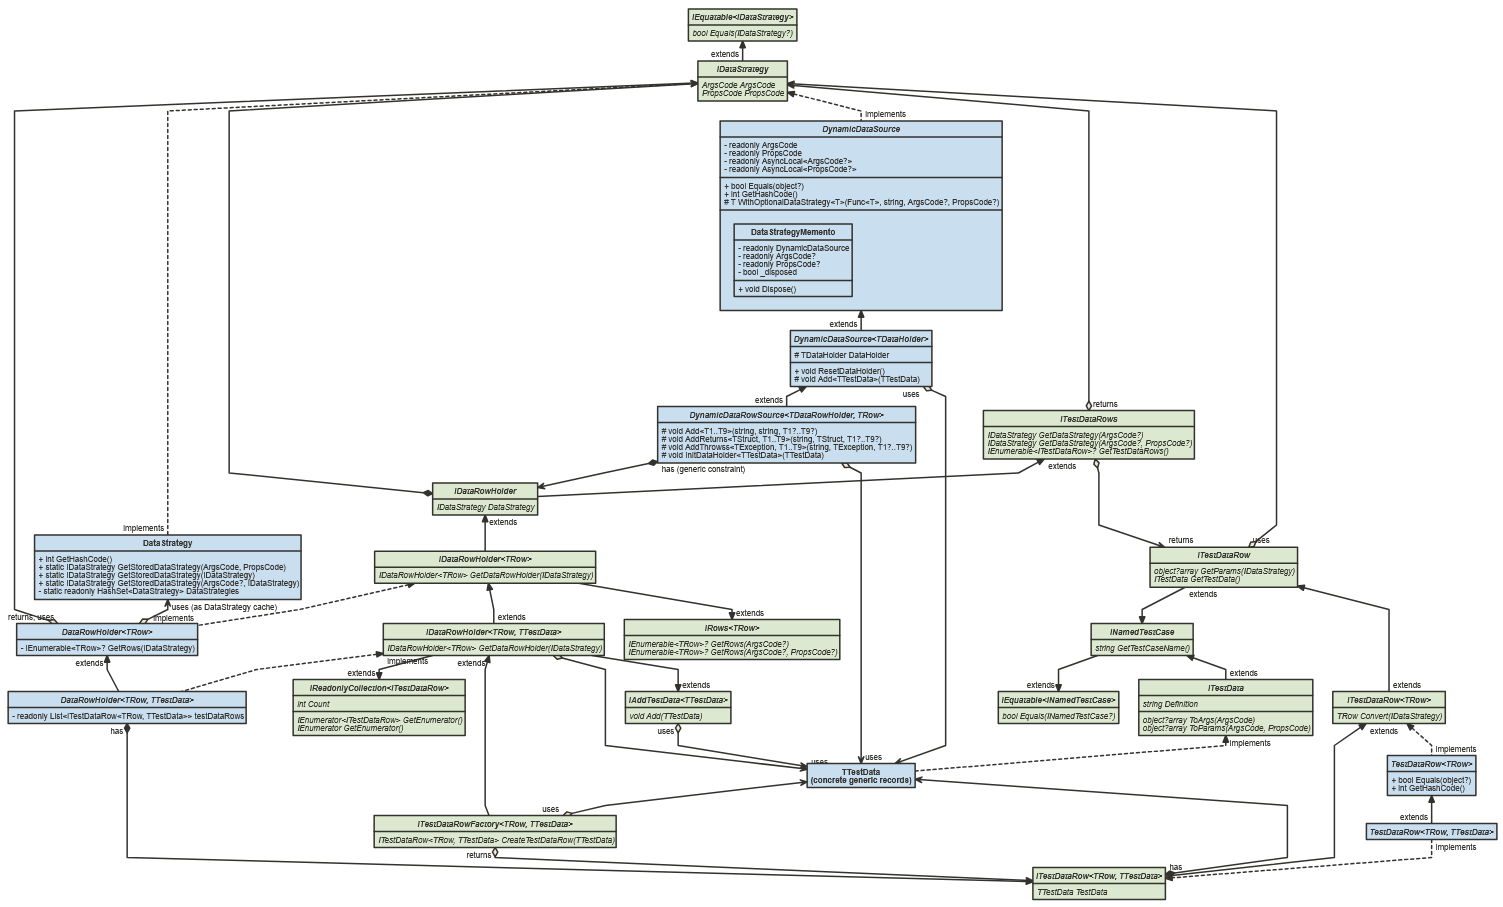 IEquatable<IDataStrategy>
bool Equals(IDataStrategy?)
extends
IDataStrategy
ArgsCode ArgsCode
PropsCode PropsCode
implements
DynamicDataSource
- readonly ArgsCode
- readonly PropsCode
- readonly AsyncLocal<ArgsCode?>
- readonly AsyncLocal<PropsCode?>
+ bool Equals(object?)
+ int GetHashCode()
# T WithOptionalDataStrategy<T>(Func<T>, string, ArgsCode?, PropsCode?)
DataStrategyMemento
- readonly DynamicDataSource
- readonly ArgsCode?
- readonly PropsCode?
- bool _disposed
+ void Dispose()
extends
DynamicDataSource<TDataHolder>
# TDataHolder DataHolder
+ void ResetDataHolder()
# void Add<TTestData>(TTestData)
extends
uses
returns
DynamicDataRowSource<TDataRowHolder, TRow>
# void Add<T1..T9>(string, string, T1?..T9?)
# void AddReturns<TStruct, T1..T9>(string, TStruct, T1?..T9?)
# void AddThrowss<TException, T1..T9>(string, TException, T1?..T9?)
# void InitDataHolder<TTestData>(TTestData)
has (generic constraint)
ITestDataRows
IDataStrategy GetDataStrategy(ArgsCode?)
IDataStrategy GetDataStrategy(ArgsCode?, PropsCode?)
IEnumerable<ITestDataRow>? GetTestDataRows()
extends
IDataRowHolder
IDataStrategy DataStrategy
extends
implements
DataStrategy
+ int GetHashCode()
+ static IDataStrategy GetStoredDataStrategy(ArgsCode, PropsCode)
+ static IDataStrategy GetStoredDataStrategy(IDataStrategy)
+ static IDataStrategy GetStoredDataStrategy(ArgsCode?, IDataStrategy)
- static readonly HashSet<DataStrategy> DataStrategies
IDataRowHolder<TRow>
IDataRowHolder<TRow> GetDataRowHolder(IDataStrategy)
returns
uses
ITestDataRow
object?array GetParams(IDataStrategy)
ITestData GetTestData()
extends
uses (as DataStrategy cache)
returns, uses
implements
extends
extends
DataRowHolder<TRow>
- IEnumerable<TRow>? GetRows(IDataStrategy)
extends
IDataRowHolder<TRow, TTestData>
IDataRowHolder<TRow> GetDataRowHolder(IDataStrategy)
implements
extends
IRows<TRow>
IEnumerable<TRow>? GetRows(ArgsCode?)
IEnumerable<TRow>? GetRows(ArgsCode?, PropsCode?)
INamedTestCase
string GetTestCaseName()
extends
extends
extends
extends
extends
DataRowHolder<TRow, TTestData>
- readonly List<ITestDataRow<TRow, TTestData>> testDataRows
has
IReadonlyCollection<ITestDataRow>
int Count
IEnumerator<ITestDataRow> GetEnumerator()
IEnumerator GetEnumerator()
IAddTestData<TTestData>
void Add(TTestData)
uses
IEquatable<INamedTestCase>
bool Equals(INamedTestCase?)
ITestData
string Definition
object?array ToArgs(ArgsCode)
object?array ToParams(ArgsCode, PropsCode)
implements
ITestDataRow<TRow>
TRow Convert(IDataStrategy)
extends
implements
uses
uses
TTestData
(concrete generic records)
TestDataRow<TRow>
+ bool Equals(object?)
+ int GetHashCode()
extends
uses
ITestDataRowFactory<TRow, TTestData>
ITestDataRow<TRow, TTestData> CreateTestDataRow(TTestData)
returns
TestDataRow<TRow, TTestData>
implements
has
ITestDataRow<TRow, TTestData>
TTestData TestData